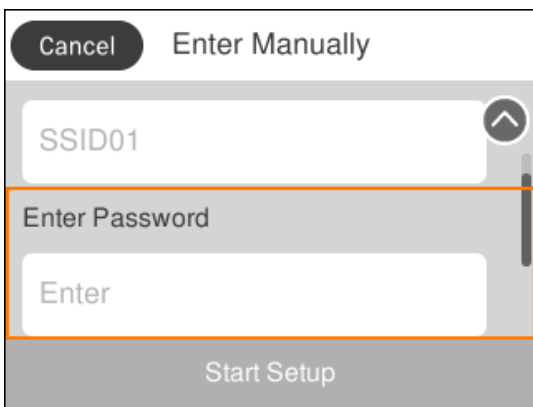 Cancel Enter Manually
SSID01
Enter Password
Enter
Start Setup